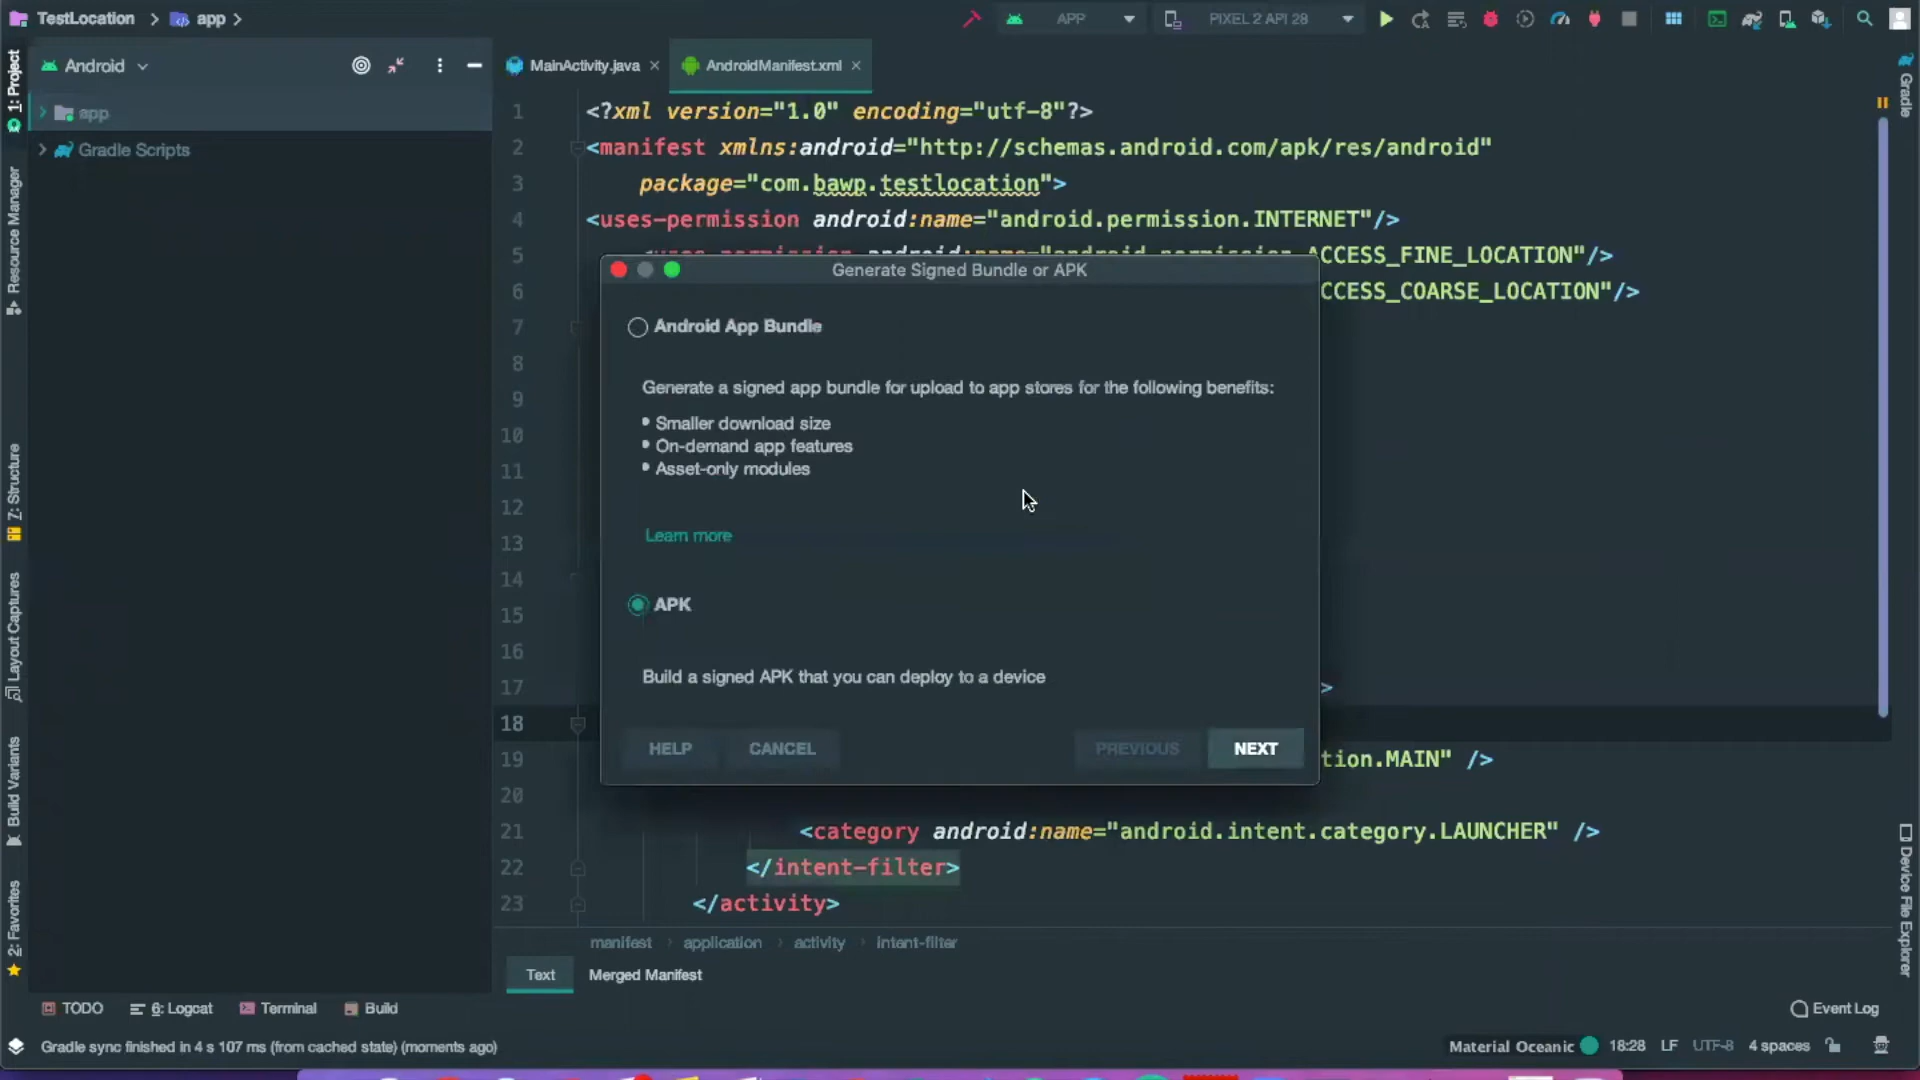 TestLocation
app
APP
PIXEL 2 API 28
Android
MainActivity.java
AndroidManifest.xml
1: Project
Resource Manager
7: Structure
Layout Captures
Build Variants
2: Favorites
app
Gradle Scripts
Gradle
Device File Explorer
1 <?xml version="1.0" encoding="utf-8"?>
2 <manifest xmlns:android="http://schemas.android.com/apk/res/android"
3 package="com.bawp.testlocation">
4 <uses-permission android:name="android.permission.INTERNET"/>
5 <uses-permission android:name="android.permission.ACCESS_FINE_LOCATION"/>
6 CCESS_COARSE_LOCATION"/>
7
8
9
10
11
12
13
14
15
16
17 >
18
19 tion.MAIN" />
20
21 <category android:name="android.intent.category.LAUNCHER" />
22 </intent-filter>
23 </activity>
Generate Signed Bundle or APK
Android App Bundle
Generate a signed app bundle for upload to app stores for the following benefits:
• Smaller download size
• On-demand app features
• Asset-only modules
Learn more
APK
Build a signed APK that you can deploy to a device
HELP
CANCEL
PREVIOUS
NEXT
manifest
application
activity
intent-filter
Text
Merged Manifest
TODO
6: Logcat
Terminal
Build
Event Log
Gradle sync finished in 4 s 107 ms (from cached state) (moments ago)
Material Oceanic
18:28
LF
UTF-8
4 spaces